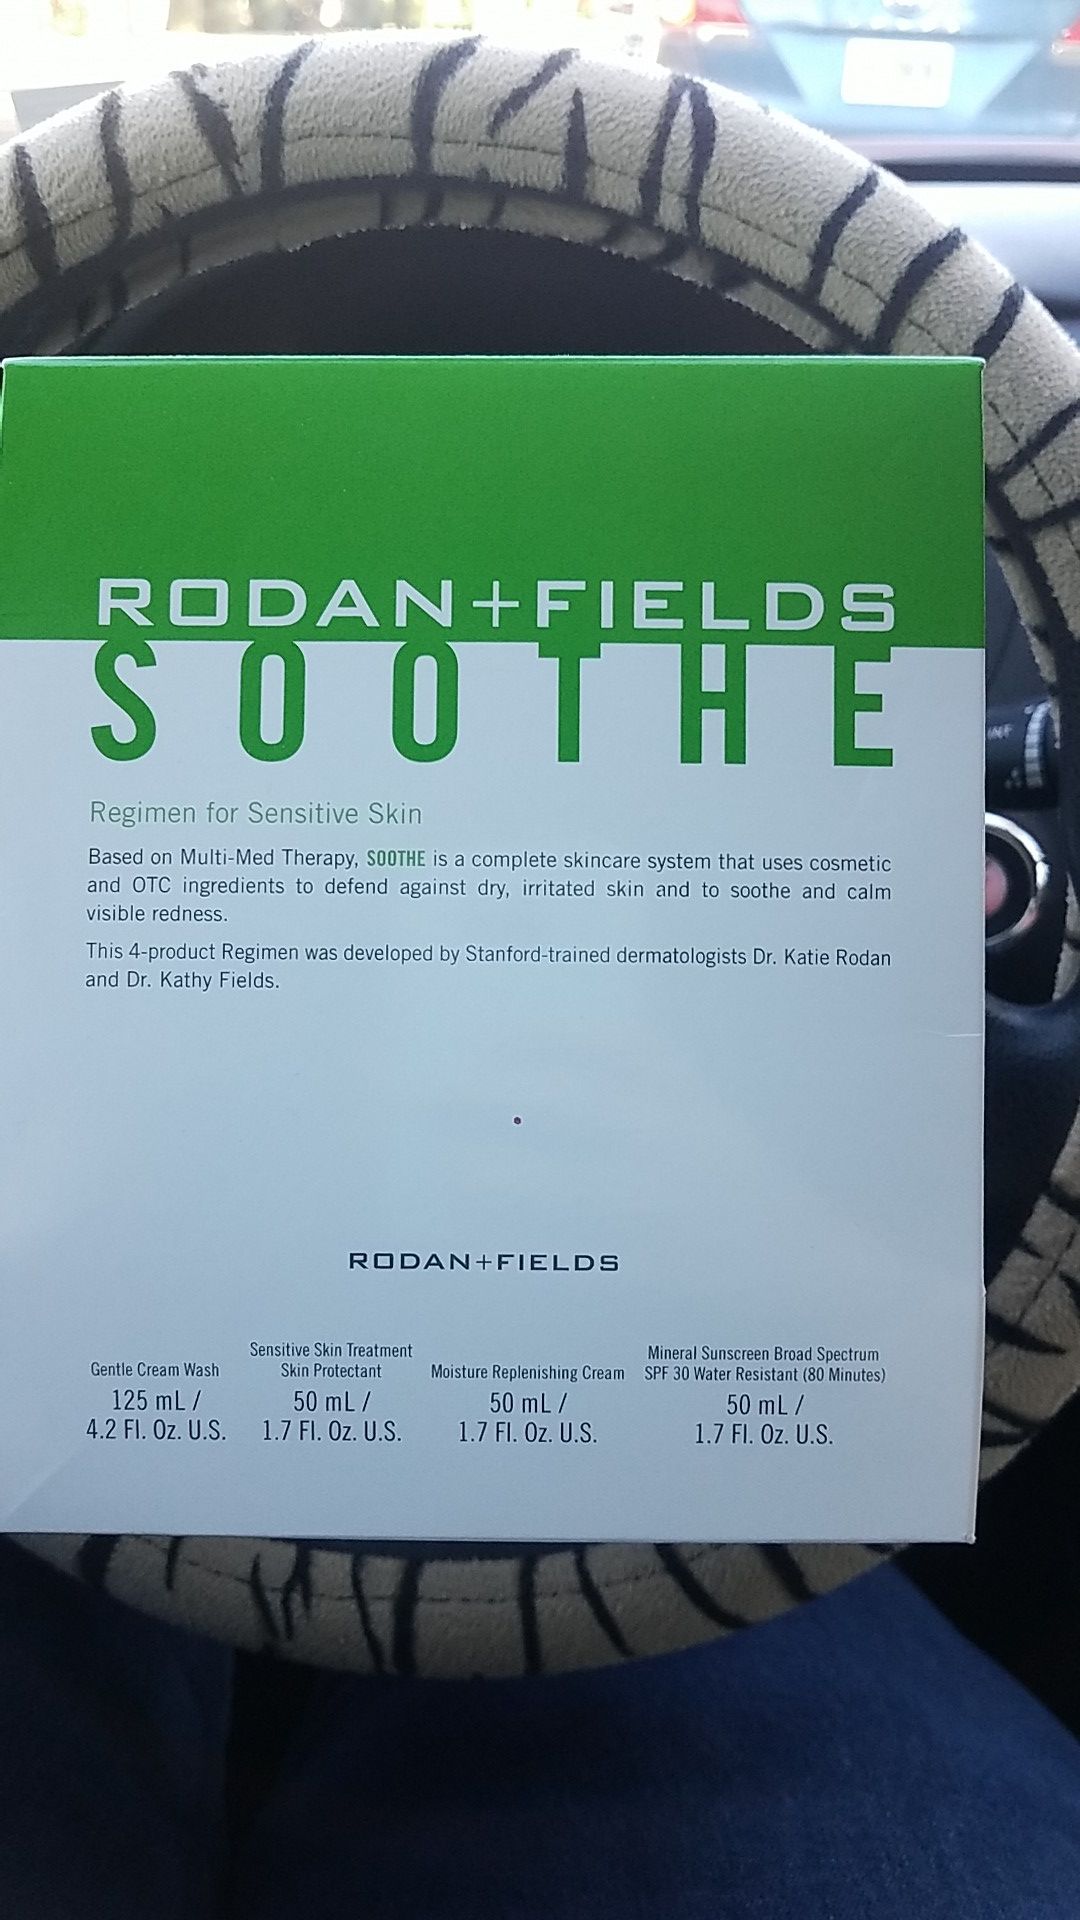 RODAN+FIELDS
SOOTHE
Regimen for Sensitive Skin
Based on Multi-Med Therapy, SOOTHE is a complete skincare system that uses cosmetic
and OTC ingredients to defend against dry, irritated skin and to soothe and calm
visible redness.
This 4-product Regimen was developed by Stanford-trained dermatologists Dr. Katie Rodan
and Dr. Kathy Fields.
RODAN+FIELDS
Gentle Cream Wash
125 mL /
4.2 Fl. Oz. U.S.
Sensitive Skin Treatment
Skin Protectant
50 mL /
1.7 Fl. Oz. U.S.
Moisture Replenishing Cream
50 mL /
1.7 Fl. Oz. U.S.
Mineral Sunscreen Broad Spectrum
SPF 30 Water Resistant (80 Minutes)
50 mL /
1.7 Fl. Oz. U.S.